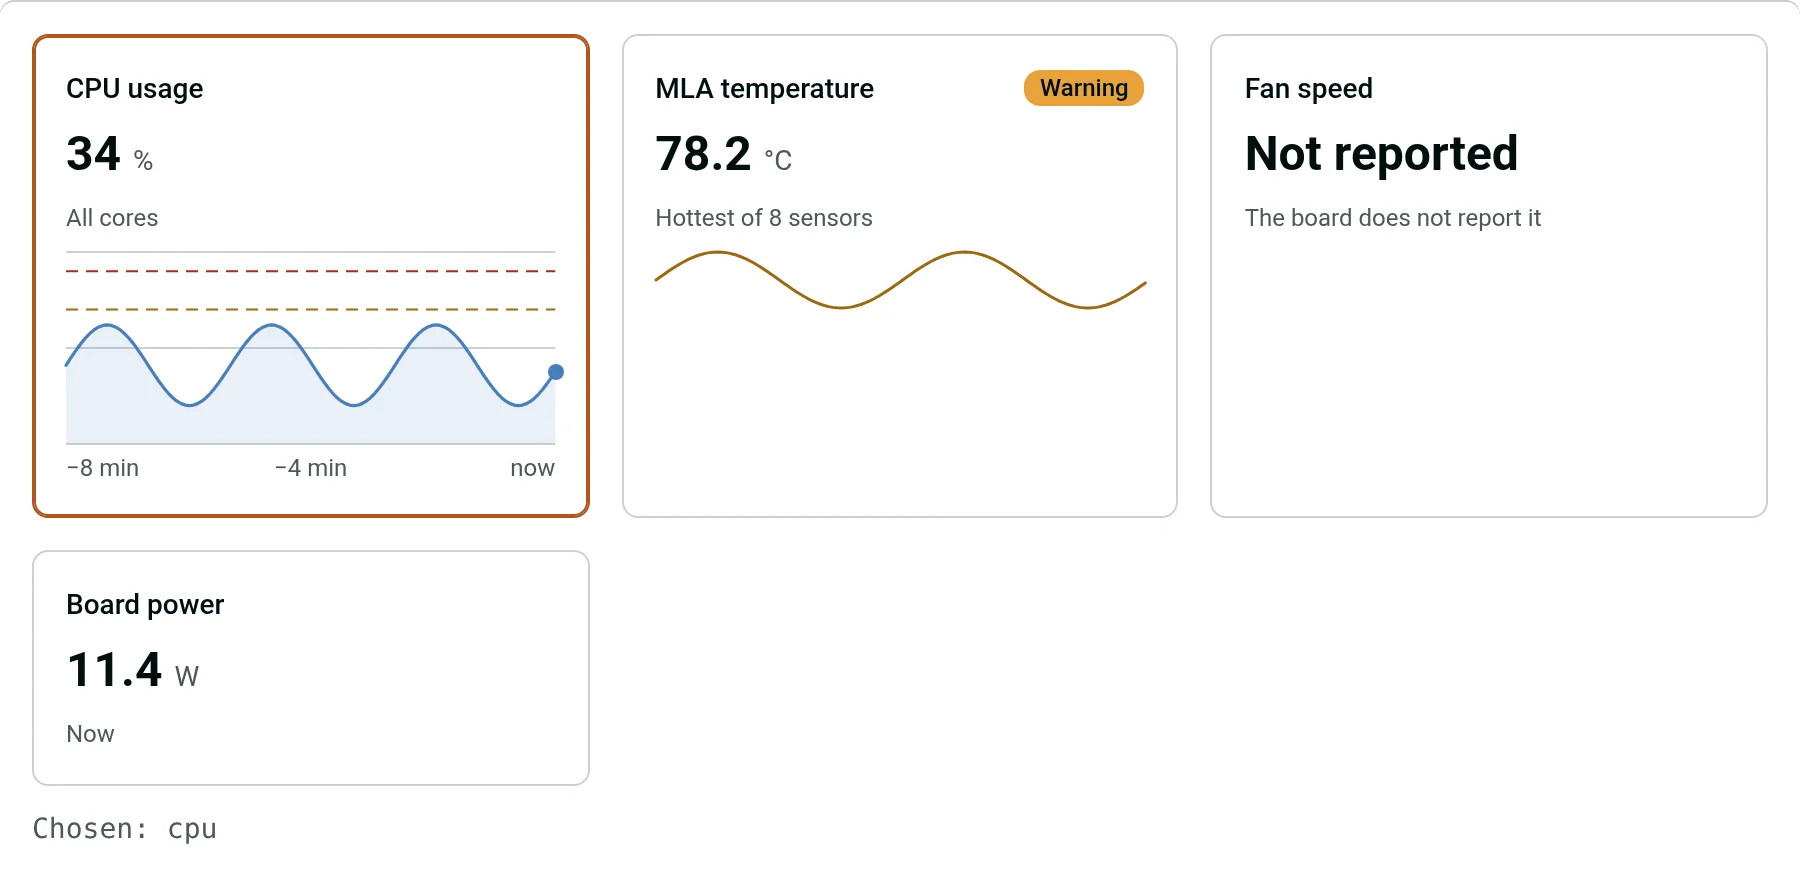 CPU usage
34 %
All cores
−8 min −4 min now
MLA temperature
Warning
78.2 °C
Hottest of 8 sensors
Fan speed
Not reported
The board does not report it
Board power
11.4 W
Now
Chosen: cpu